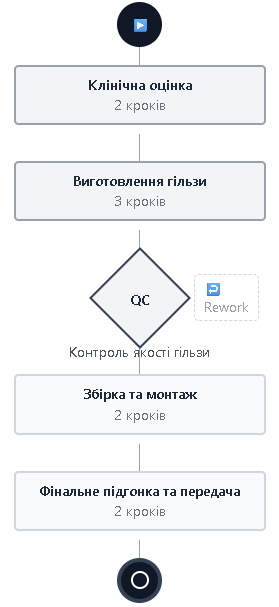 Клінічна оцінка
2 кроків
Виготовлення гільзи
3 кроків
QC
Rework
Контроль якості гільзи
Збірка та монтаж
2 кроків
Фінальне підгонка та передача
2 кроків